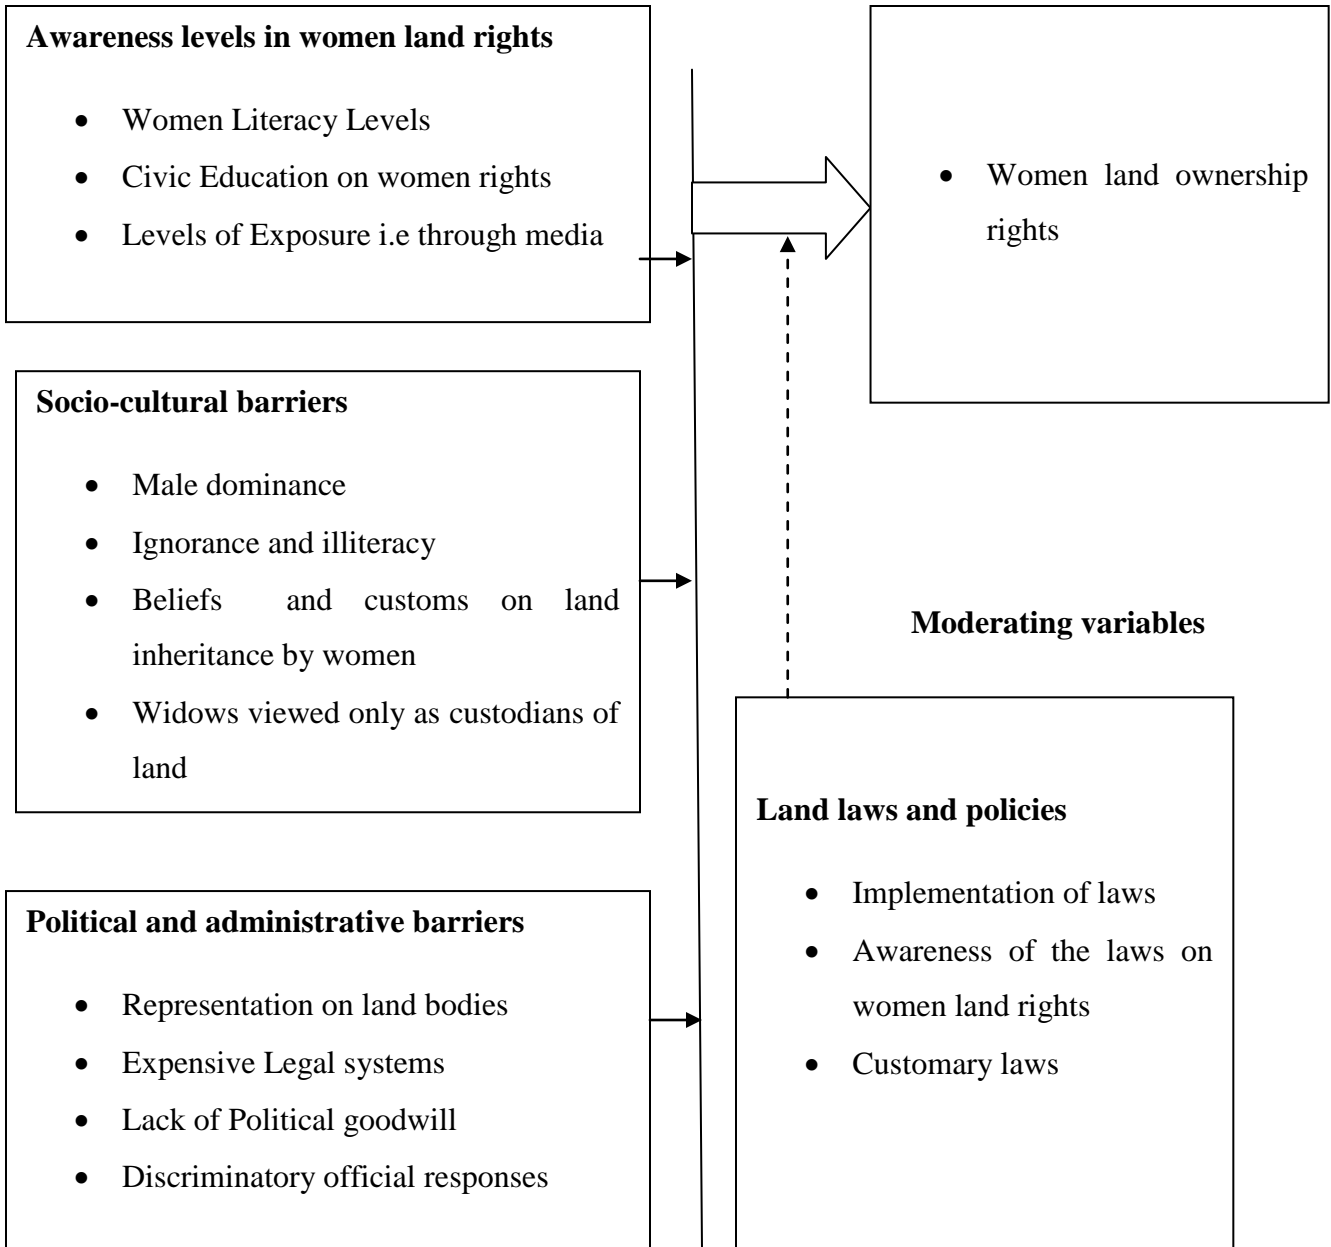 Awareness levels in women land rights
• Women Literacy Levels
• Civic Education on women rights
• Levels of Exposure i.e through media
• Women land ownership
rights
Socio-cultural barriers
• Male dominance
• Ignorance and illiteracy
• Beliefs and customs on land
inheritance by women
• Widows viewed only as custodians of
land
Moderating variables
Land laws and policies
• Implementation of laws
• Awareness of the laws on
women land rights
• Customary laws
Political and administrative barriers
• Representation on land bodies
• Expensive Legal systems
• Lack of Political goodwill
• Discriminatory official responses